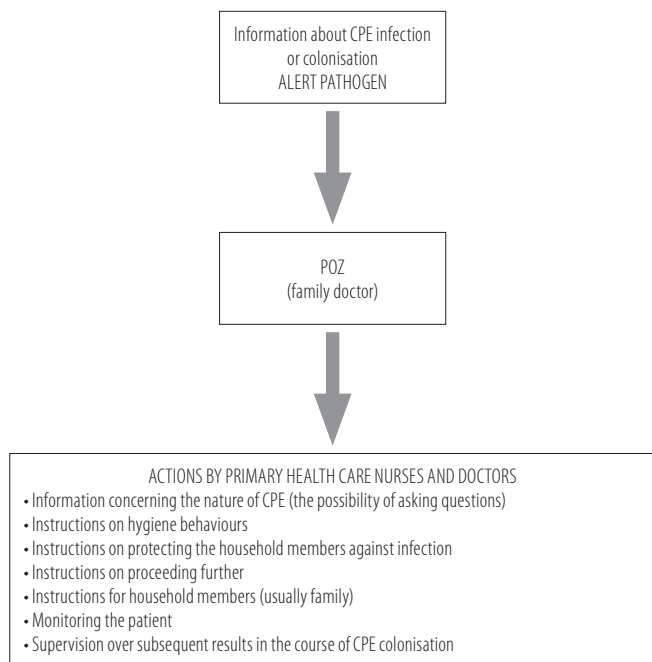 Information about CPE infection
or colonisation
ALERT PATHOGEN
POZ
(family doctor)
ACTIONS BY PRIMARY HEALTH CARE NURSES AND DOCTORS
• Information concerning the nature of CPE (the possibility of asking questions)
• Instructions on hygiene behaviours
• Instructions on protecting the household members against infection
• Instructions on proceeding further
• Instructions for household members (usually family)
• Monitoring the patient
• Supervision over subsequent results in the course of CPE colonisation